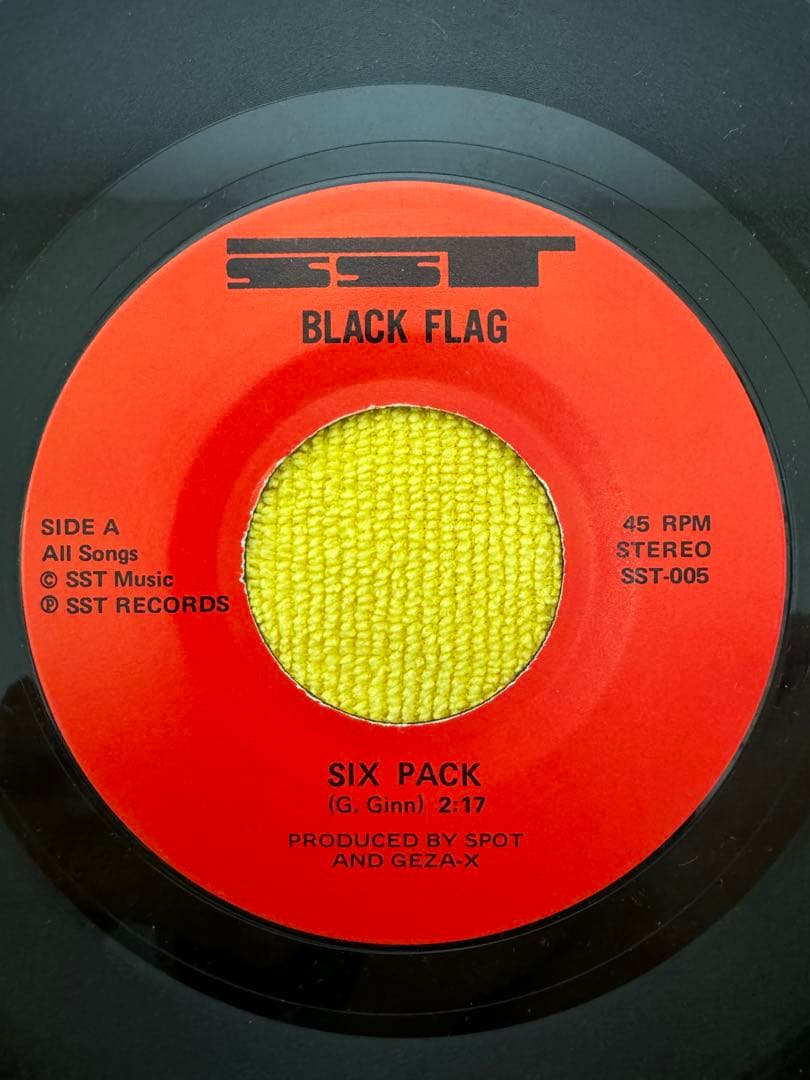 SST
BLACK FLAG
SIDE A
All Songs
© SST Music
℗ SST RECORDS
45 RPM
STEREO
SST-005
SIX PACK
(G. Ginn) 2:17
PRODUCED BY SPOT
AND GEZA-X